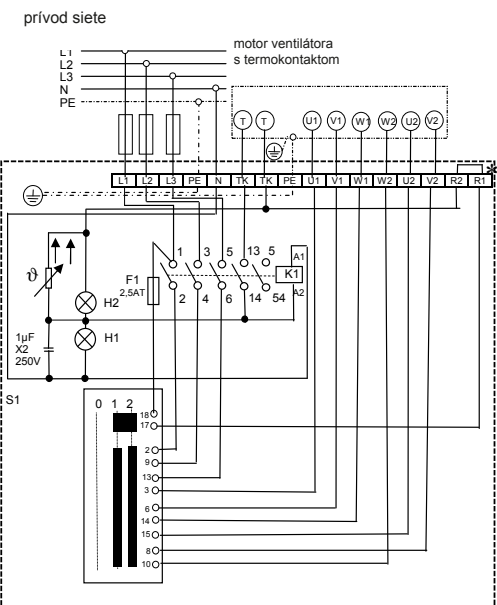 prívod siete
motor ventilátora
s termokontaktom
L1
L2
L3
N
PE
T T U1 V1 W1 W2 U2 V2
L1 L2 L3 PE N TK TK PE U1 V1 W1 W2 U2 V2 R2 R1 *
ϑ
1 3 5 13 5
A1
F1
2,5AT
K1
A2
2 4 6 14 54
H2
H1
1µF
X2
250V
S1
0 1 2
18
17
2
9
13
3
6
14
15
8
10